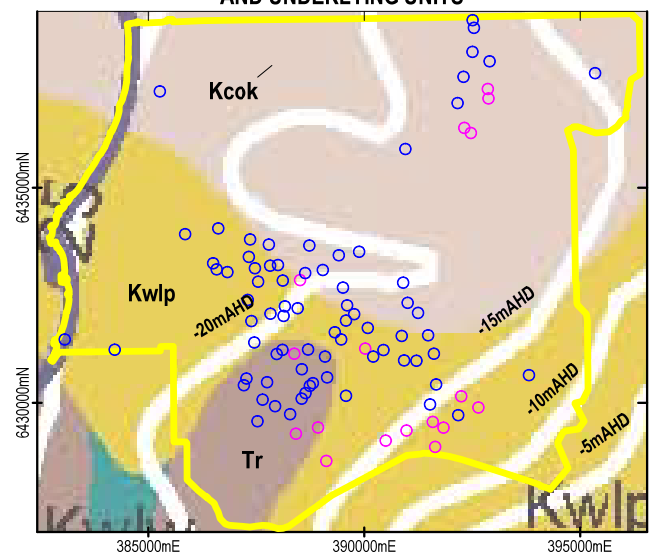 AND UNDERLYING UNITS
Kcok
6435000mN
Kwlp
-20mAHD
-15mAHD
-10mAHD
-5mAHD
6430000mN
Tr
Kwlp
385000mE
390000mE
395000mE